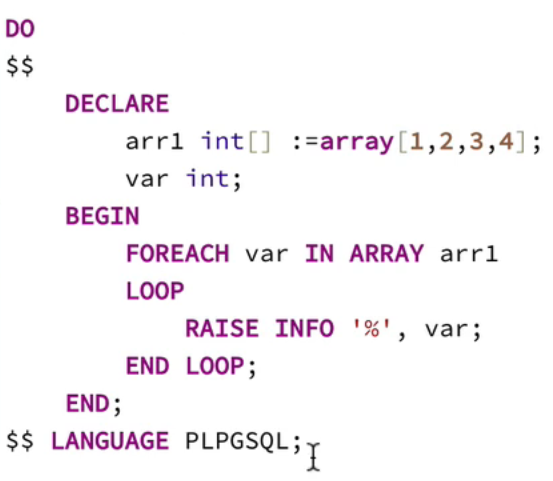 DO
$$
DECLARE
arr1 int[] :=array[1,2,3,4];
var int;
BEGIN
FOREACH var IN ARRAY arr1
LOOP
RAISE INFO '%', var;
END LOOP;
END;
$$ LANGUAGE PLPGSQL;